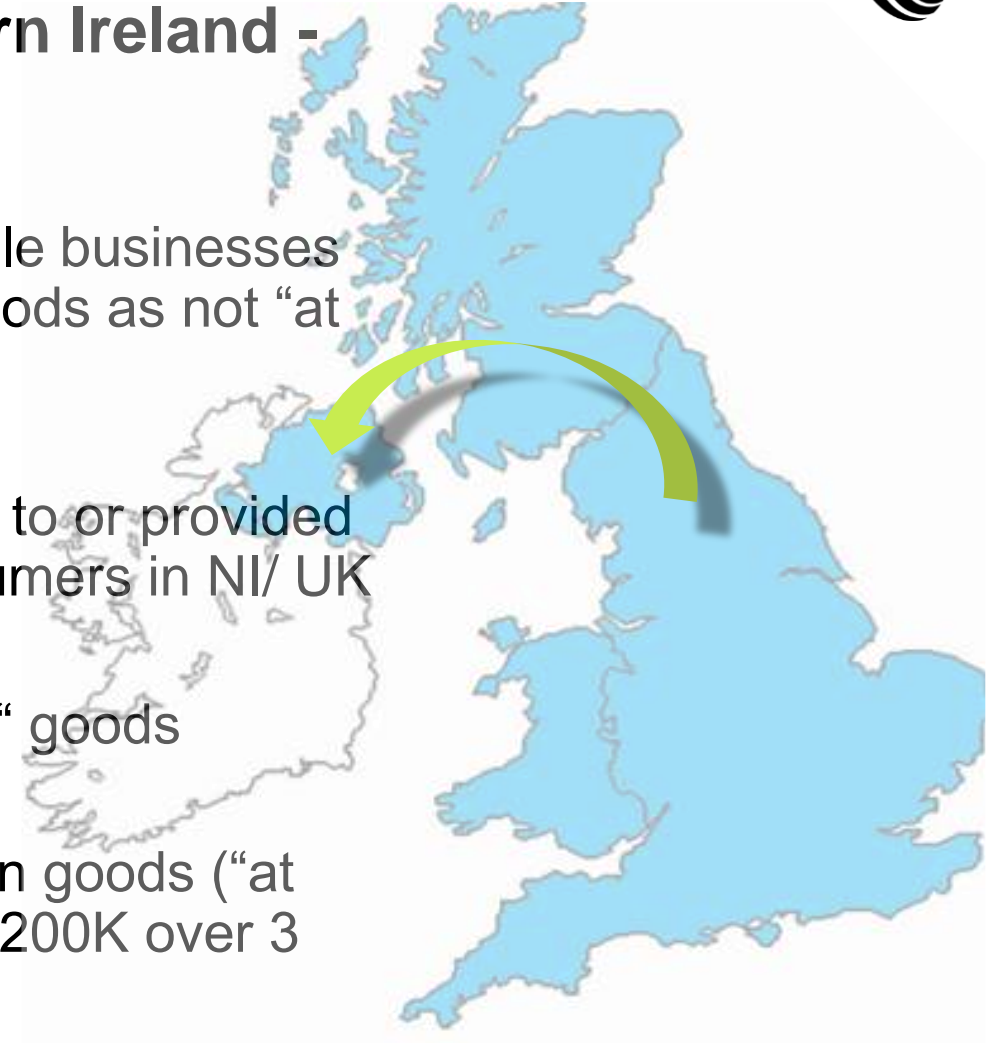 rn Ireland -
le businesses
ods as not “at
to or provided
umers in NI/ UK
“ goods
n goods (“at
200K over 3